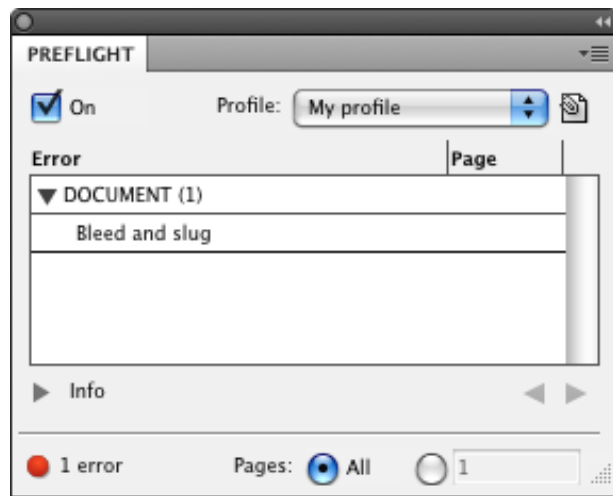 PREFLIGHT
On Profile: My profile
Error Page
DOCUMENT (1)
Bleed and slug
Info
1 error Pages: All 1